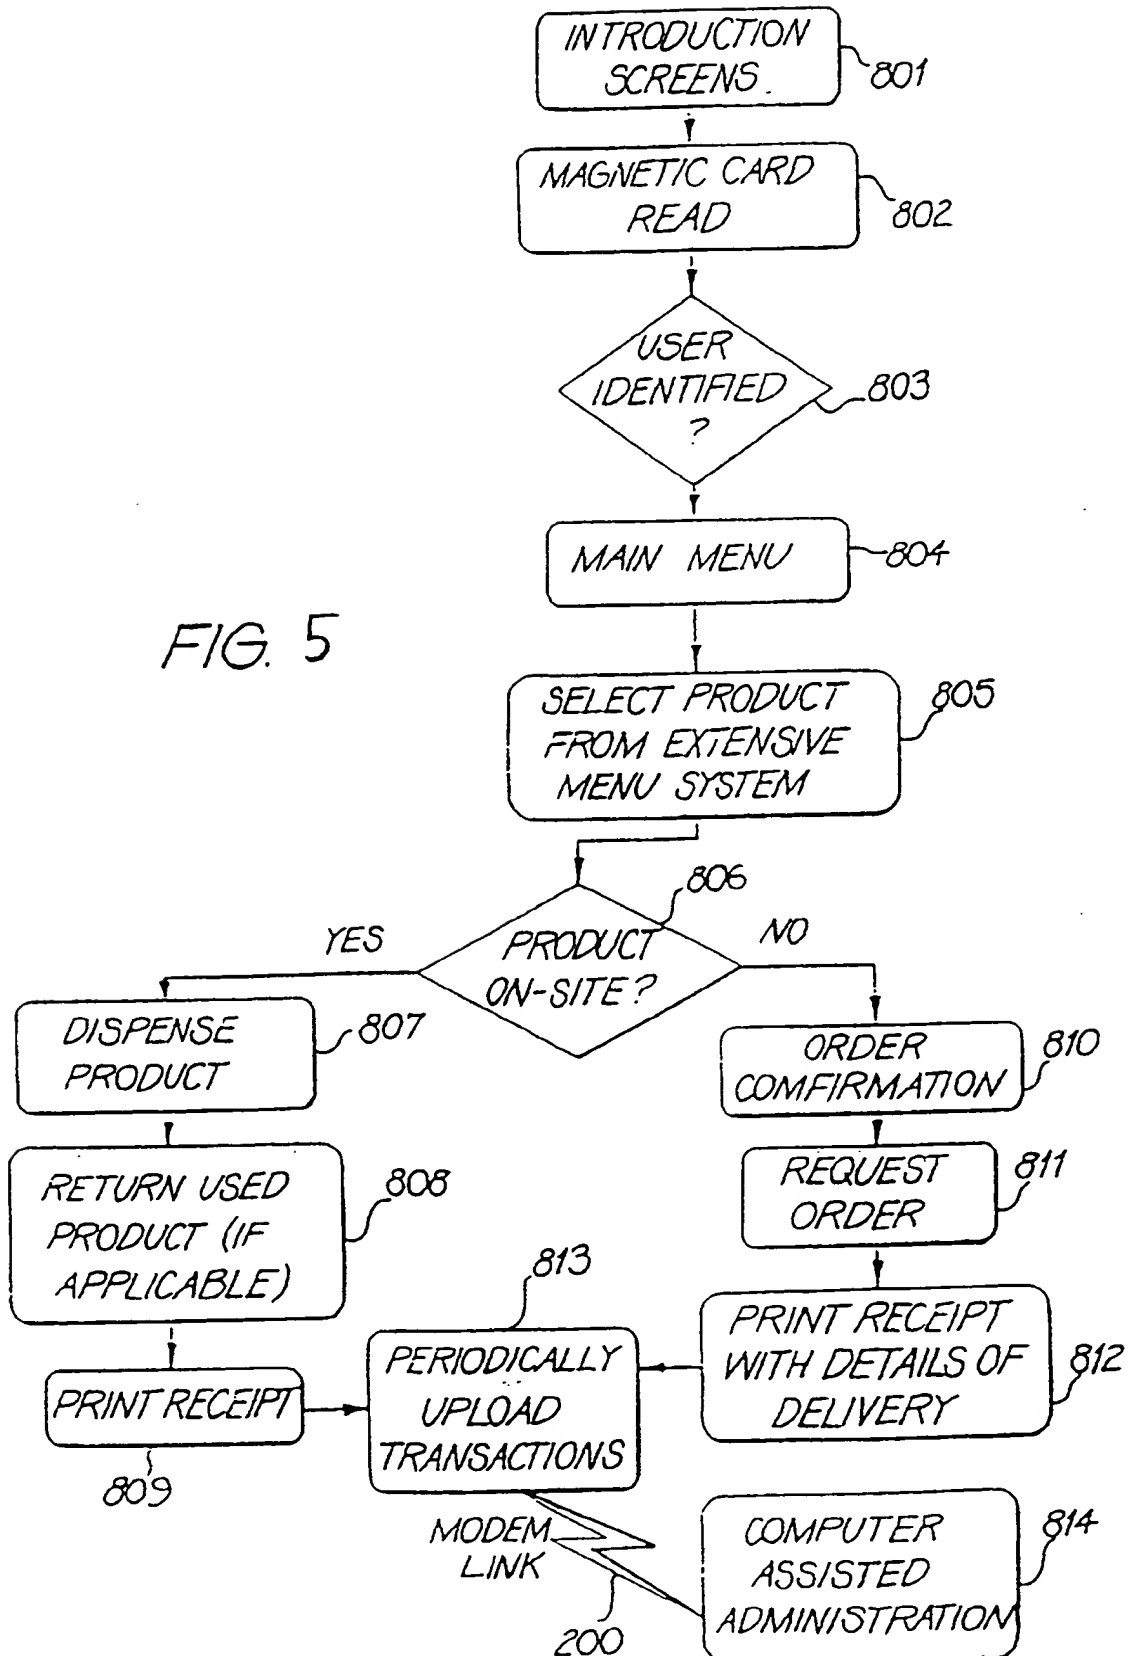 INTRODUCTION
SCREENS.
801
MAGNETIC CARD
READ
802
USER
IDENTIFIED
?
803
MAIN MENU
804
FIG. 5
SELECT PRODUCT
FROM EXTENSIVE
MENU SYSTEM
805
806
YES
PRODUCT
ON-SITE?
NO
DISPENSE
PRODUCT
807
ORDER
COMFIRMATION
810
RETURN USED
PRODUCT (IF
APPLICABLE)
808
REQUEST
ORDER
811
813
PRINT RECEIPT
WITH DETAILS OF
DELIVERY
812
PRINT RECEIPT
809
PERIODICALLY
UPLOAD
TRANSACTIONS
MODEM
LINK
200
COMPUTER
ASSISTED
ADMINISTRATION
814